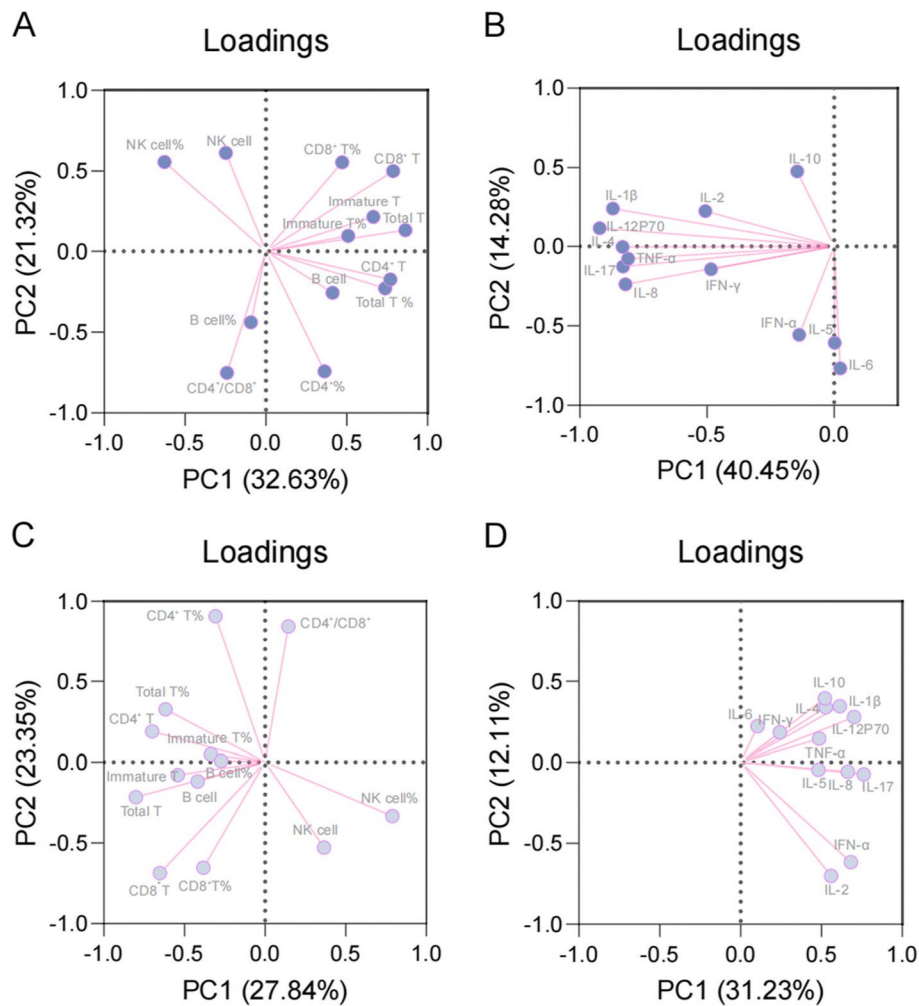 A
Loadings
PC2 (21.32%)
1.0
0.5
0.0
-0.5
-1.0
NK cell%
NK cell
CD8⁺ T%
CD8⁺ T
Immature T
Immature T%
Total T
CD4⁺ T
B cell
Total T %
B cell%
CD4⁺/CD8⁺
CD4⁺%
-1.0 -0.5 0.0 0.5 1.0
PC1 (32.63%)
B
Loadings
PC2 (14.28%)
1.0
0.5
0.0
-0.5
-1.0
IL-10
IL-1β
IL-2
IL-12P70
IL-4
TNF-α
IL-17
IL-8
IFN-γ
IFN-α
IL-5
IL-6
-1.0 -0.5 0.0
PC1 (40.45%)
C
Loadings
PC2 (23.35%)
1.0
0.5
0.0
-0.5
-1.0
CD4⁺ T%
CD4⁺/CD8⁺
Total T%
CD4⁺ T
Immature T%
Immature T
B cell%
B cell
Total T
NK cell%
NK cell
CD8⁺ T
CD8⁺T%
-1.0 -0.5 0.0 0.5 1.0
PC1 (27.84%)
D
Loadings
PC2 (12.11%)
1.0
0.5
0.0
-0.5
-1.0
IL-10
IL-6
IFN-γ
IL-4
IL-1β
IL-12P70
TNF-α
IL-5
IL-8
IL-17
IFN-α
IL-2
-1.0 -0.5 0.0 0.5 1.0
PC1 (31.23%)